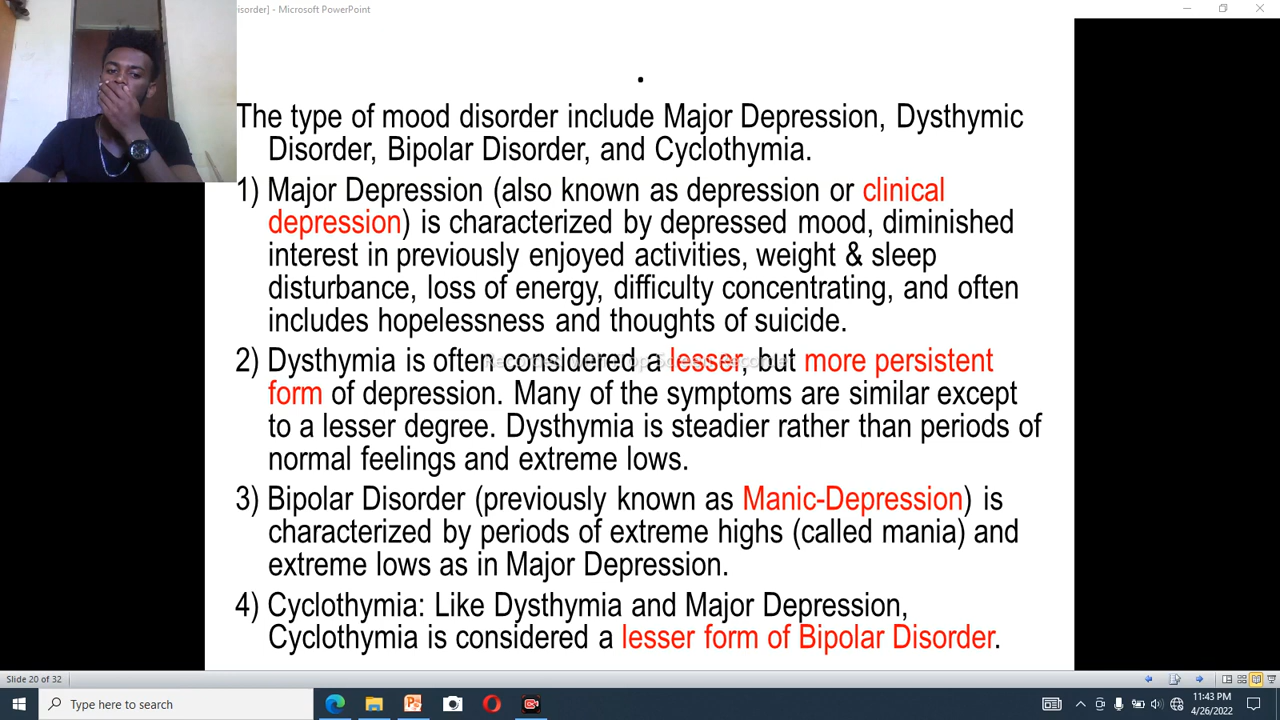 isorder] - Microsoft PowerPoint
The type of mood disorder include Major Depression, Dysthymic
Disorder, Bipolar Disorder, and Cyclothymia.
1) Major Depression (also known as depression or clinical
depression) is characterized by depressed mood, diminished
interest in previously enjoyed activities, weight & sleep
disturbance, loss of energy, difficulty concentrating, and often
includes hopelessness and thoughts of suicide.
2) Dysthymia is often considered a lesser, but more persistent
form of depression. Many of the symptoms are similar except
to a lesser degree. Dysthymia is steadier rather than periods of
normal feelings and extreme lows.
3) Bipolar Disorder (previously known as Manic-Depression) is
characterized by periods of extreme highs (called mania) and
extreme lows as in Major Depression.
4) Cyclothymia: Like Dysthymia and Major Depression,
Cyclothymia is considered a lesser form of Bipolar Disorder.
Slide 20 of 32
Type here to search
11:43 PM
4/26/2022